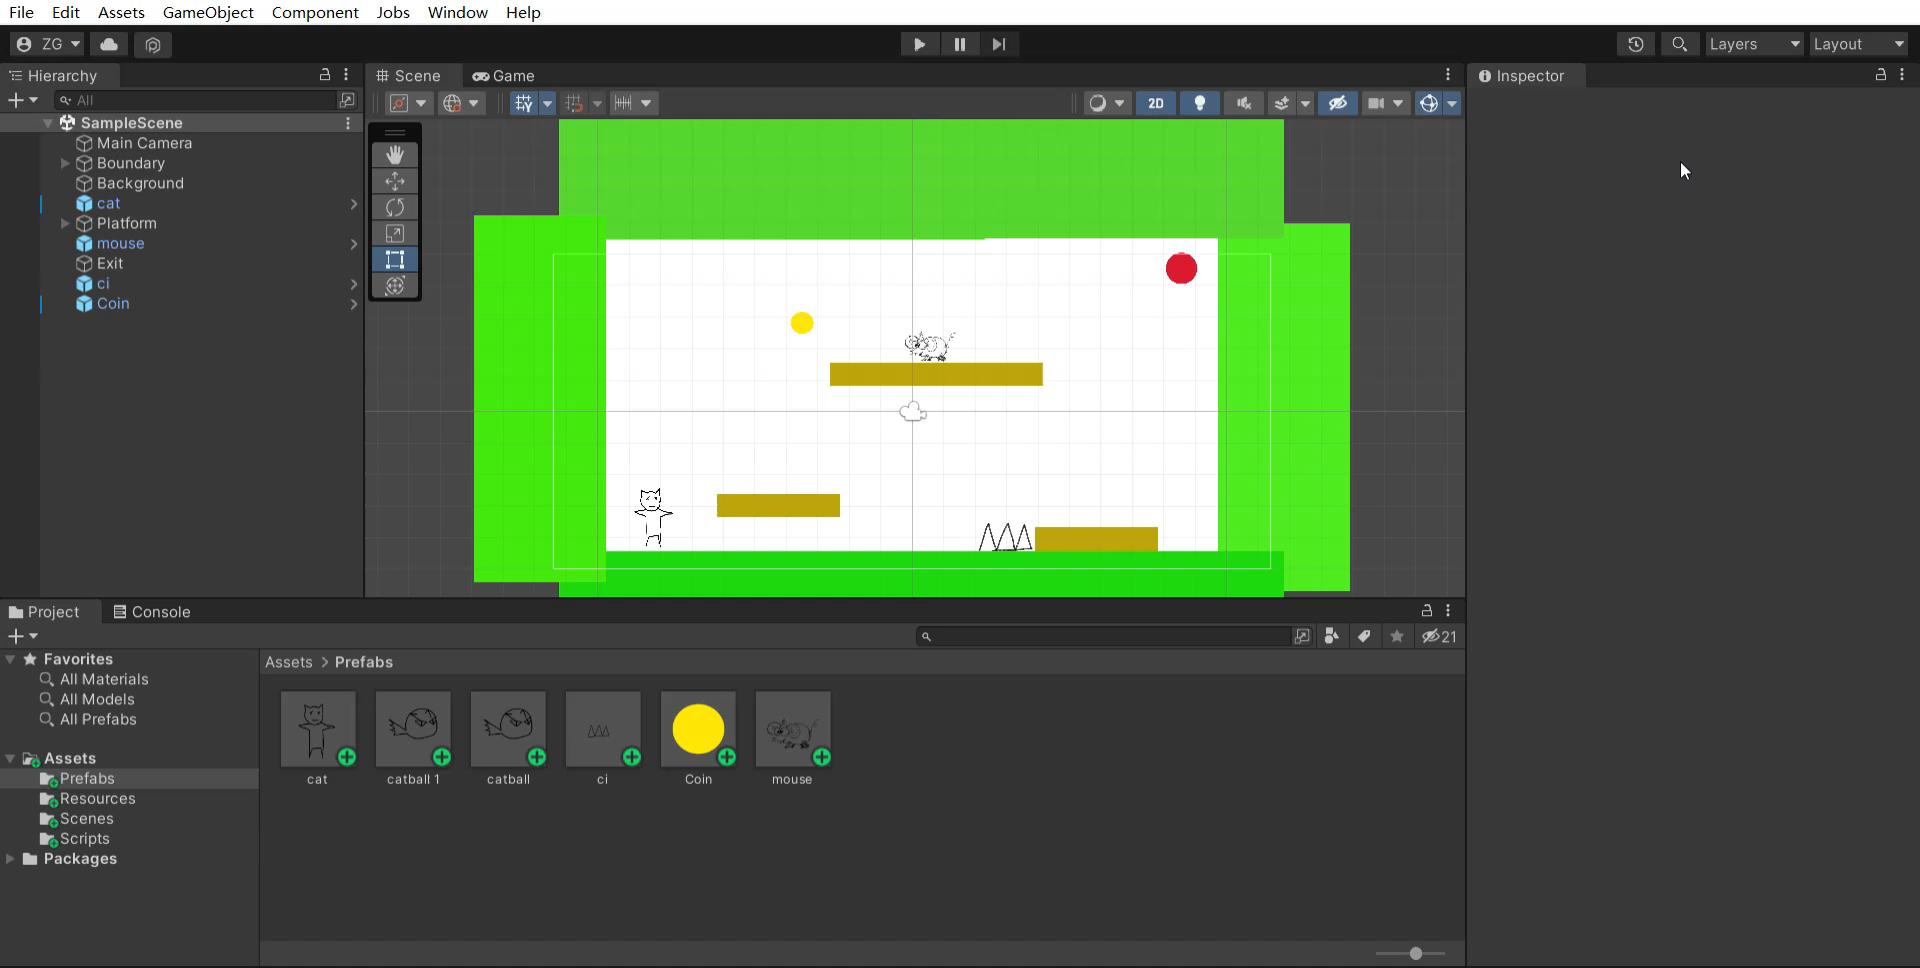 File Edit Assets GameObject Component Jobs Window Help
ZG Layers Layout
Hierarchy
All
SampleScene
Main Camera
Boundary
Background
cat
Platform
mouse
Exit
ci
Coin
Scene Game
2D
Inspector
Project Console
21
Favorites
All Materials
All Models
All Prefabs
Assets
Prefabs
Resources
Scenes
Scripts
Packages
Assets > Prefabs
cat catball 1 catball ci Coin mouse